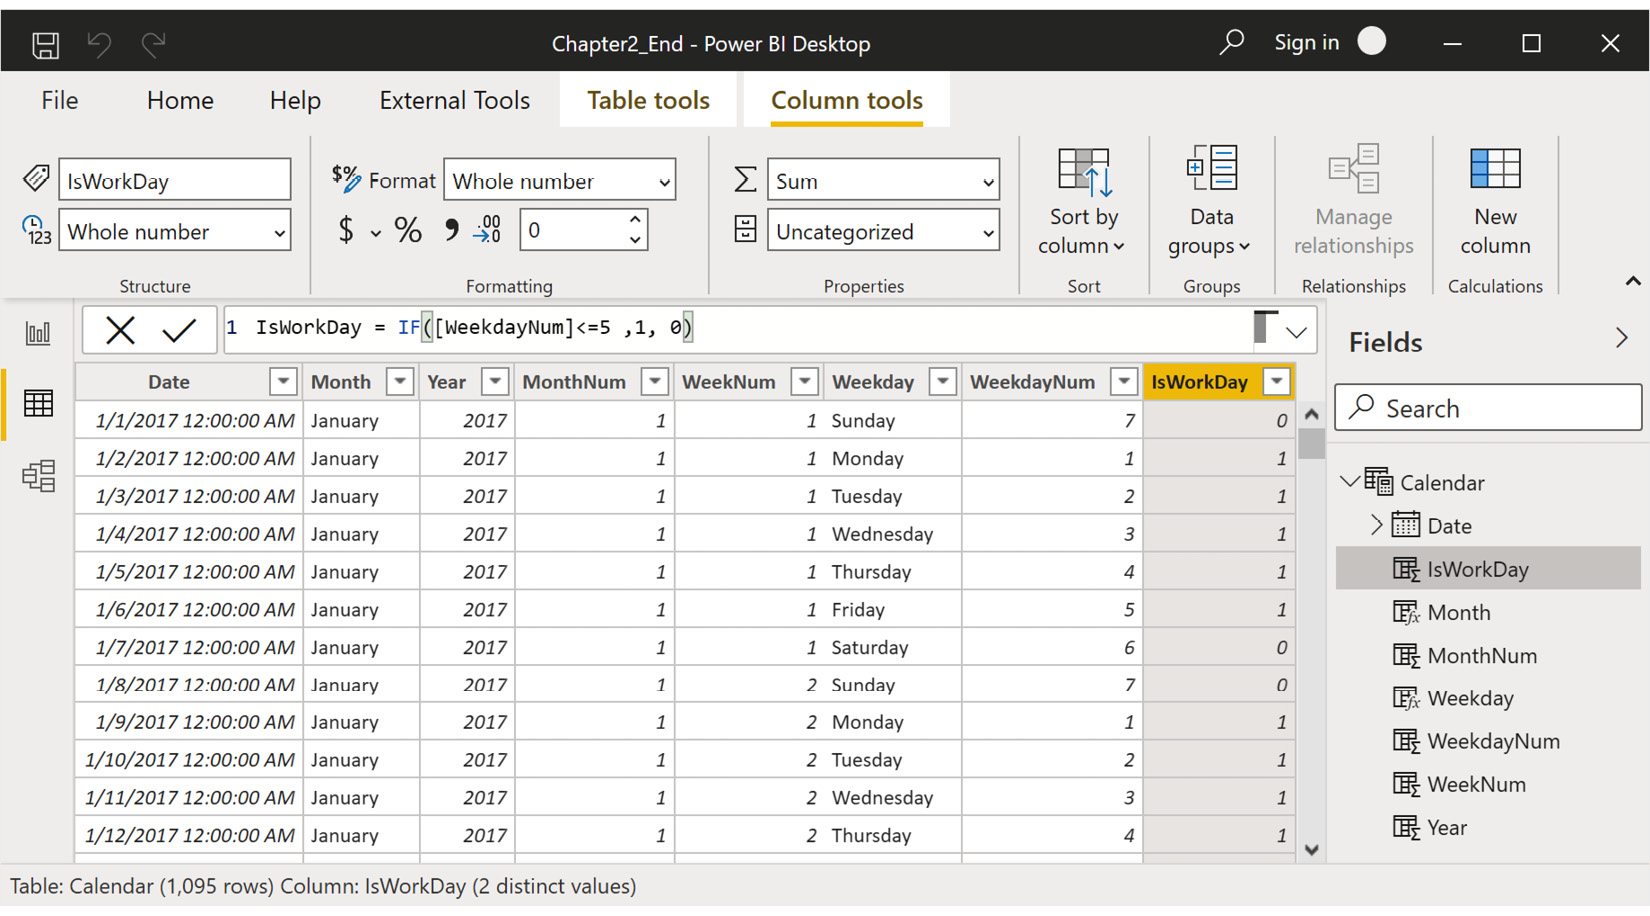 Chapter2_End - Power BI Desktop
Sign in
File Home Help External Tools Table tools Column tools
IsWorkDay
$% Format Whole number
Sum
123 Whole number
$ % , .00 .0 0
Uncategorized
Sort by column
Data groups
Manage relationships
New column
Structure Formatting Properties Sort Groups Relationships Calculations
1 IsWorkDay = IF([WeekdayNum]<=5 ,1, 0)
Date Month Year MonthNum WeekNum Weekday WeekdayNum IsWorkDay
1/1/2017 12:00:00 AM January 2017 1 1 Sunday 7 0
1/2/2017 12:00:00 AM January 2017 1 1 Monday 1 1
1/3/2017 12:00:00 AM January 2017 1 1 Tuesday 2 1
1/4/2017 12:00:00 AM January 2017 1 1 Wednesday 3 1
1/5/2017 12:00:00 AM January 2017 1 1 Thursday 4 1
1/6/2017 12:00:00 AM January 2017 1 1 Friday 5 1
1/7/2017 12:00:00 AM January 2017 1 1 Saturday 6 0
1/8/2017 12:00:00 AM January 2017 1 2 Sunday 7 0
1/9/2017 12:00:00 AM January 2017 1 2 Monday 1 1
1/10/2017 12:00:00 AM January 2017 1 2 Tuesday 2 1
1/11/2017 12:00:00 AM January 2017 1 2 Wednesday 3 1
1/12/2017 12:00:00 AM January 2017 1 2 Thursday 4 1
Fields
Search
Calendar
Date
IsWorkDay
Month
MonthNum
Weekday
WeekdayNum
WeekNum
Year
Table: Calendar (1,095 rows) Column: IsWorkDay (2 distinct values)